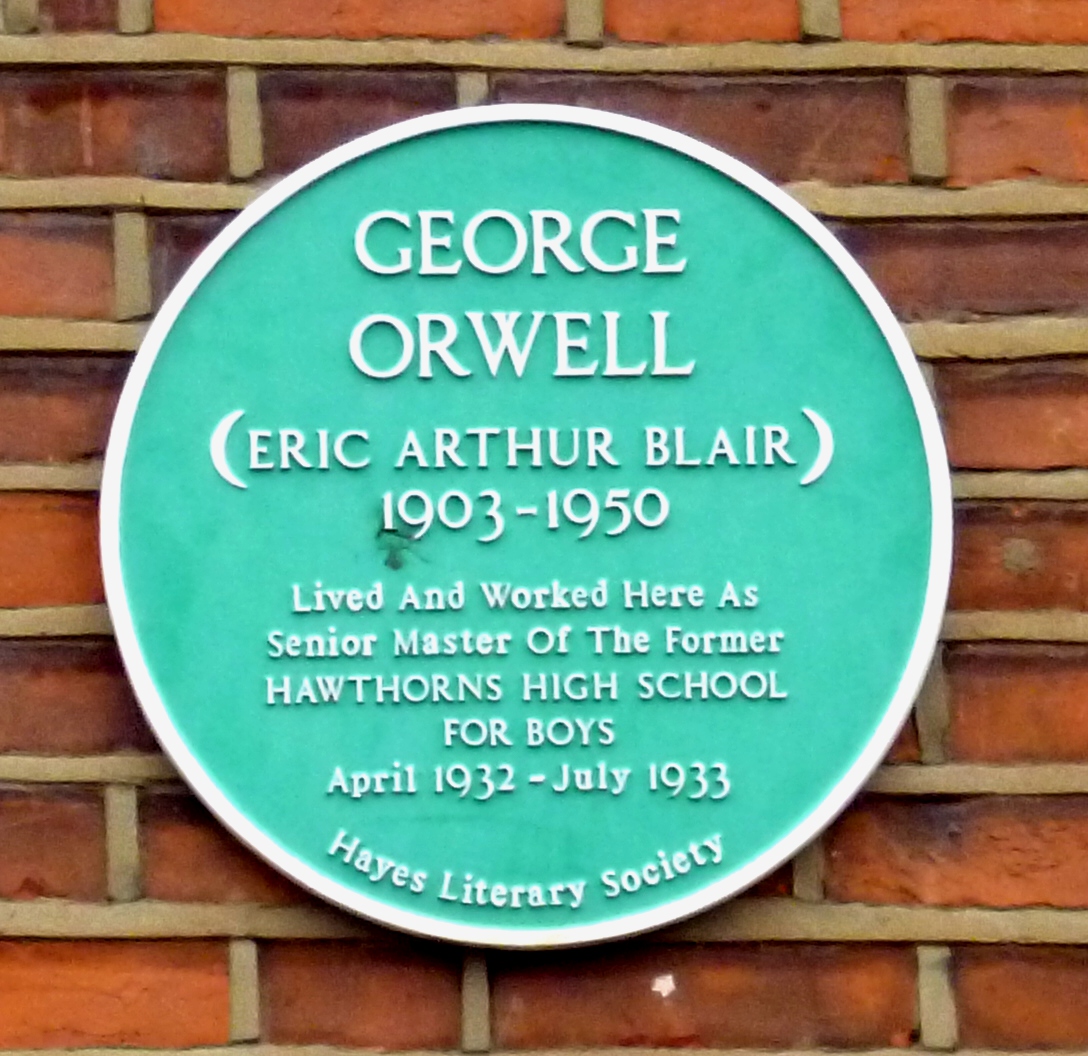 GEORGE
ORWELL
(ERIC ARTHUR BLAIR)
1903-1950
Lived And Worked Here As
Senior Master Of The Former
HAWTHORNS HIGH SCHOOL
FOR BOYS
April 1932-July 1933
Hayes Literary Society